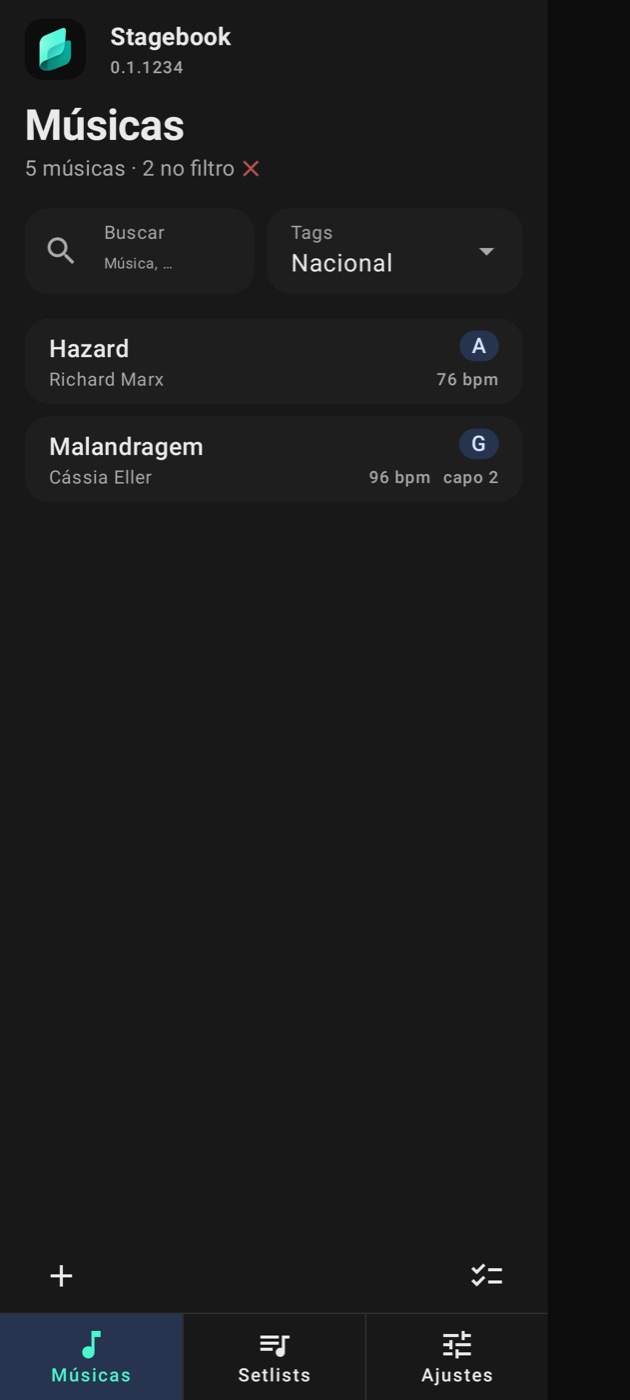 Stagebook
0.1.1234
Músicas
5 músicas · 2 no filtro
Buscar
Música, …
Tags
Nacional
Hazard
A
Richard Marx
76 bpm
Malandragem
G
Cássia Eller
96 bpm capo 2
Músicas
Setlists
Ajustes